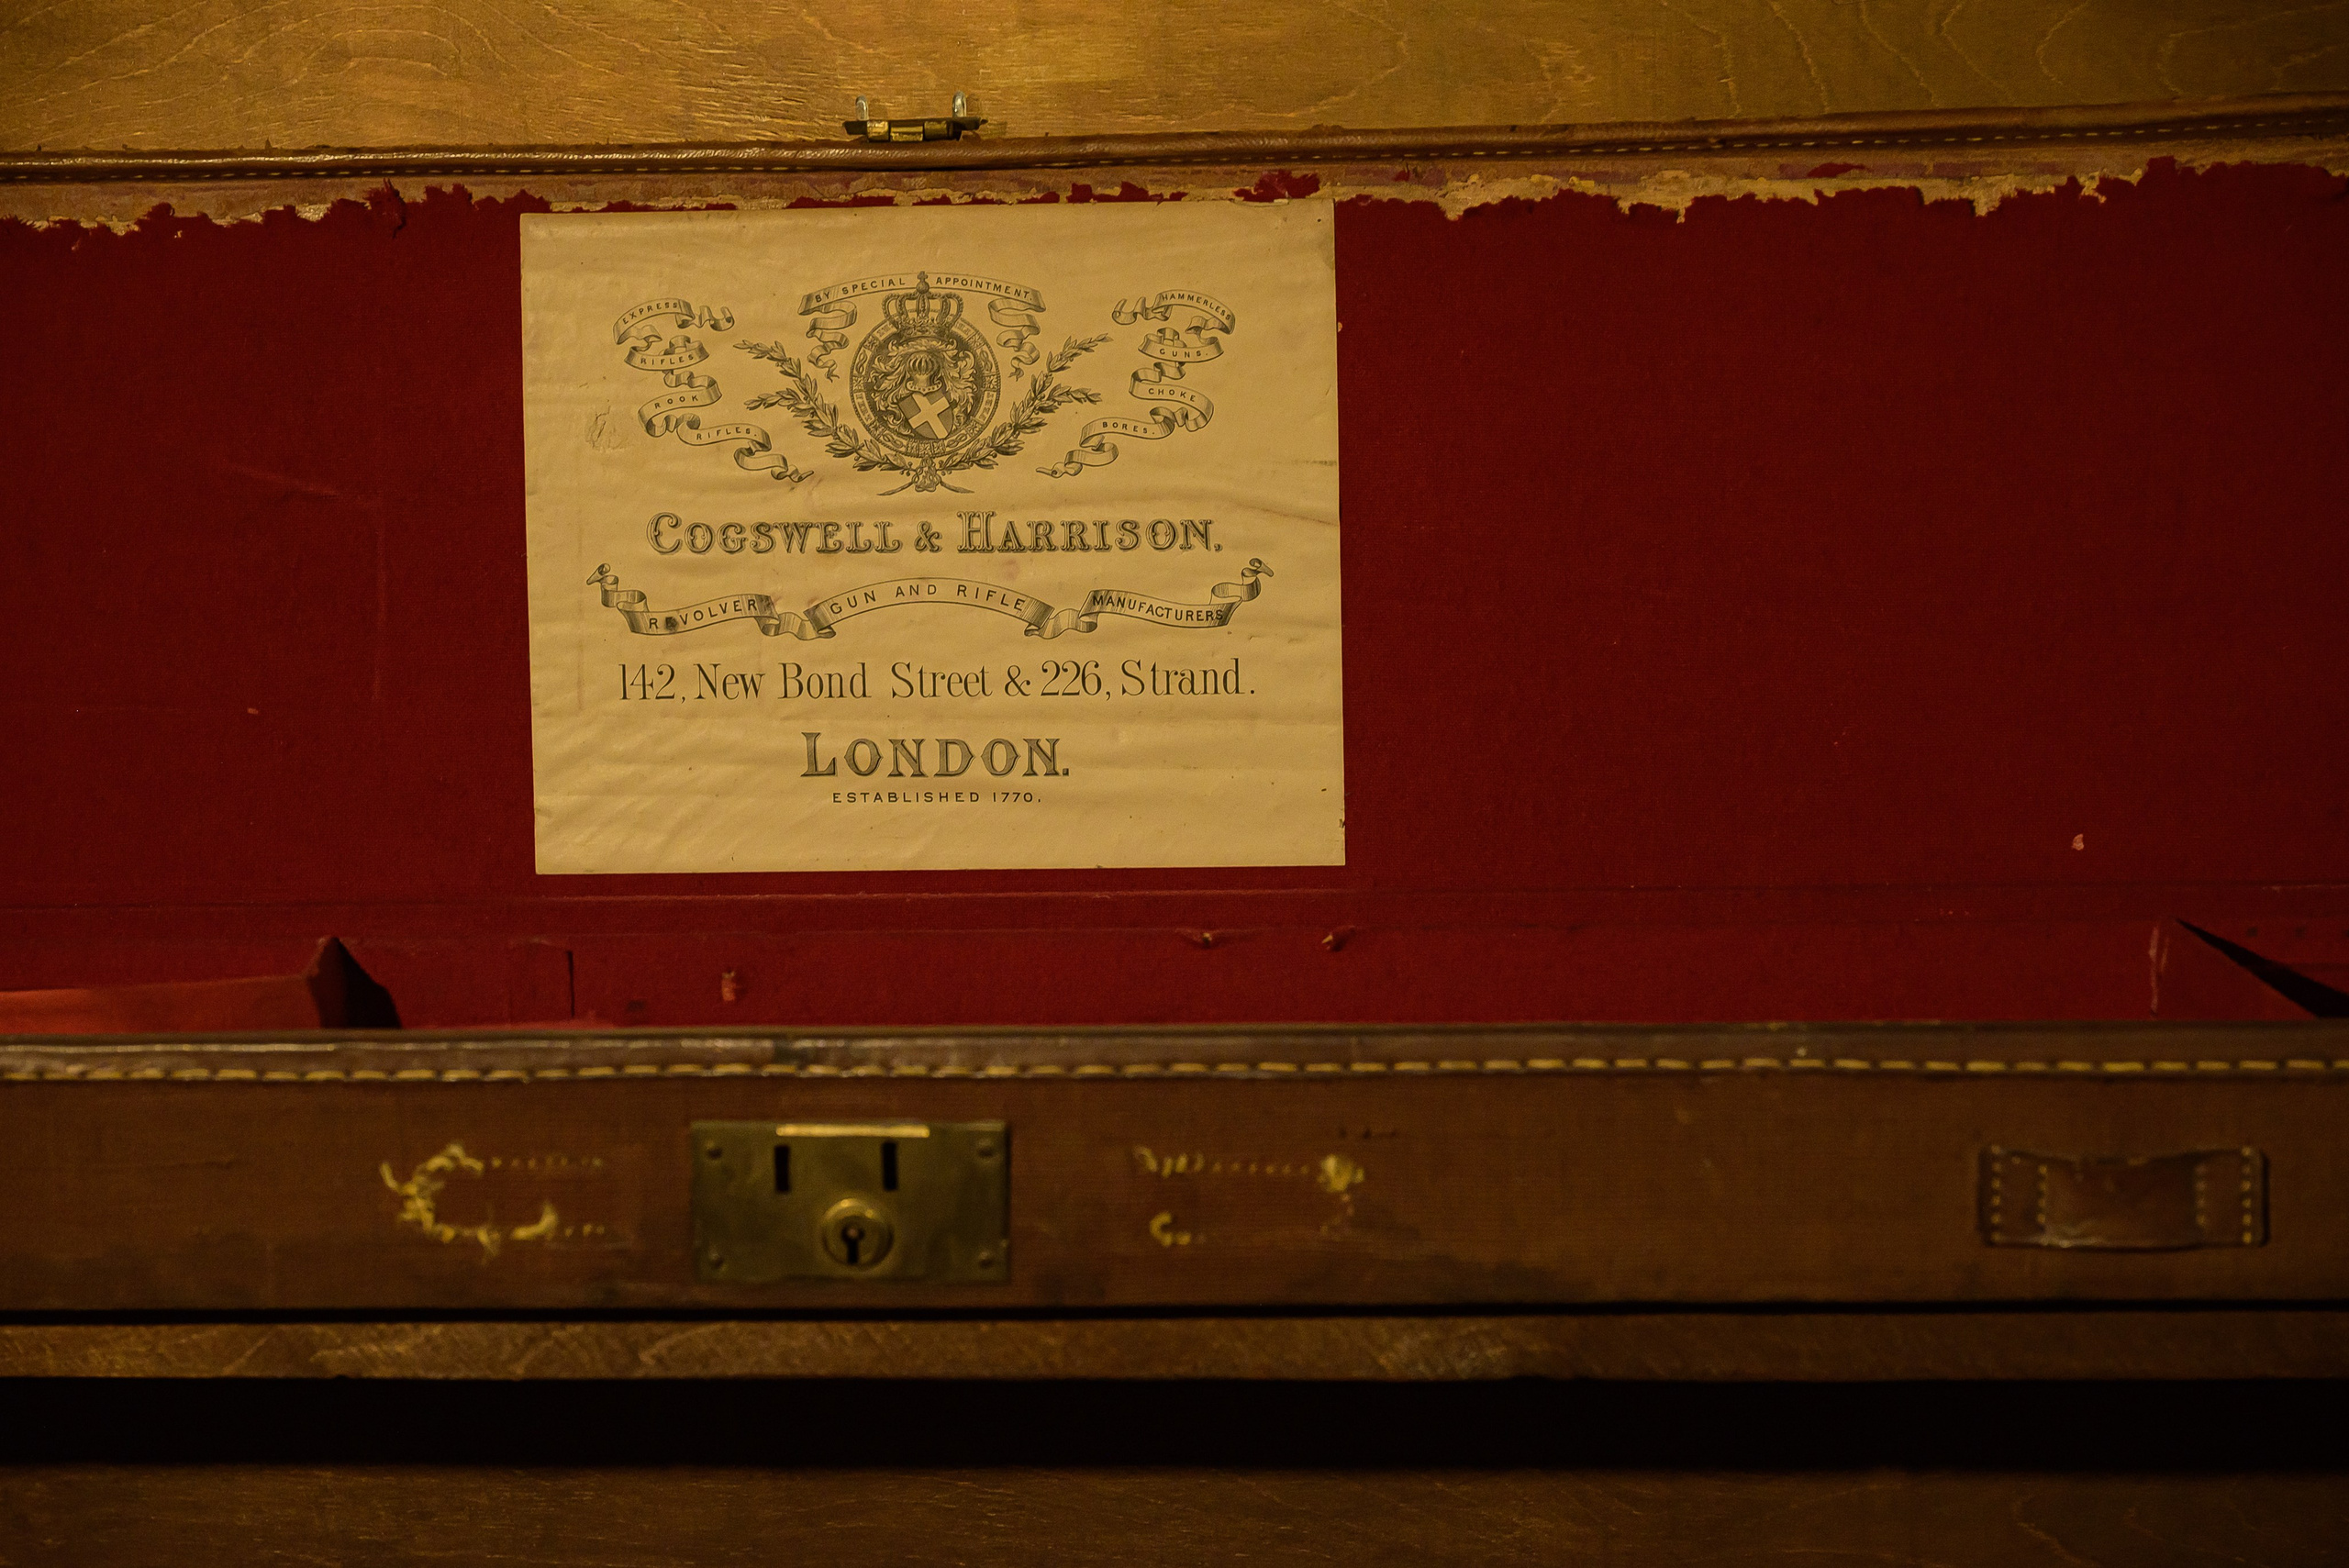 BY SPECIAL APPOINTMENT.
EXPRESS
RIFLES
ROOK
RIFLES.
HAMMERLESS
GUNS.
CHOKE
BORES.
COGSWELL & HARRISON.
REVOLVER GUN AND RIFLE MANUFACTURERS
142, New Bond Street & 226, Strand.
LONDON.
ESTABLISHED 1770.